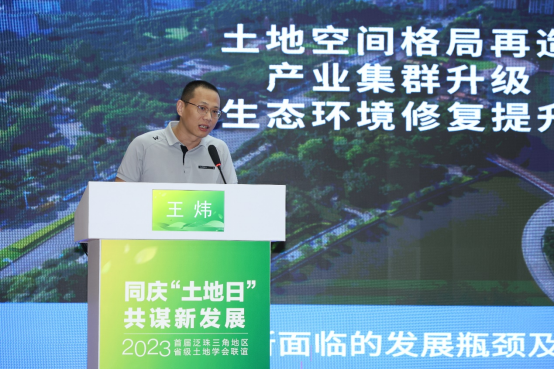 土地空间格局再造
产业集群升级
生态环境修复提升
王炜
同庆“土地日”
共谋新发展
2023 首届泛珠三角地区
省级土地学会联谊
所面临的发展瓶颈及